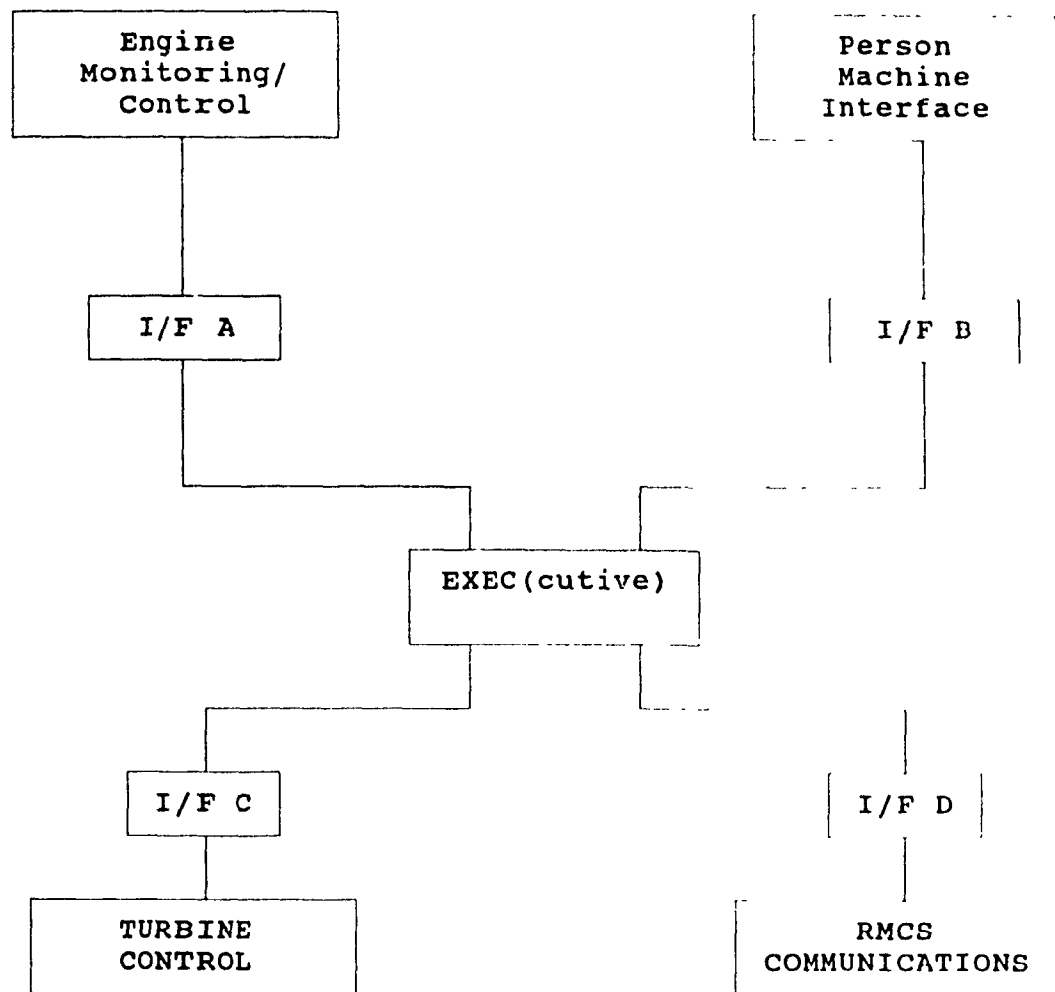 Engine
Monitoring/
Control
Person
Machine
Interface
I/F A
I/F B
EXEC(cutive)
I/F C
I/F D
TURBINE
CONTROL
RMCS
COMMUNICATIONS